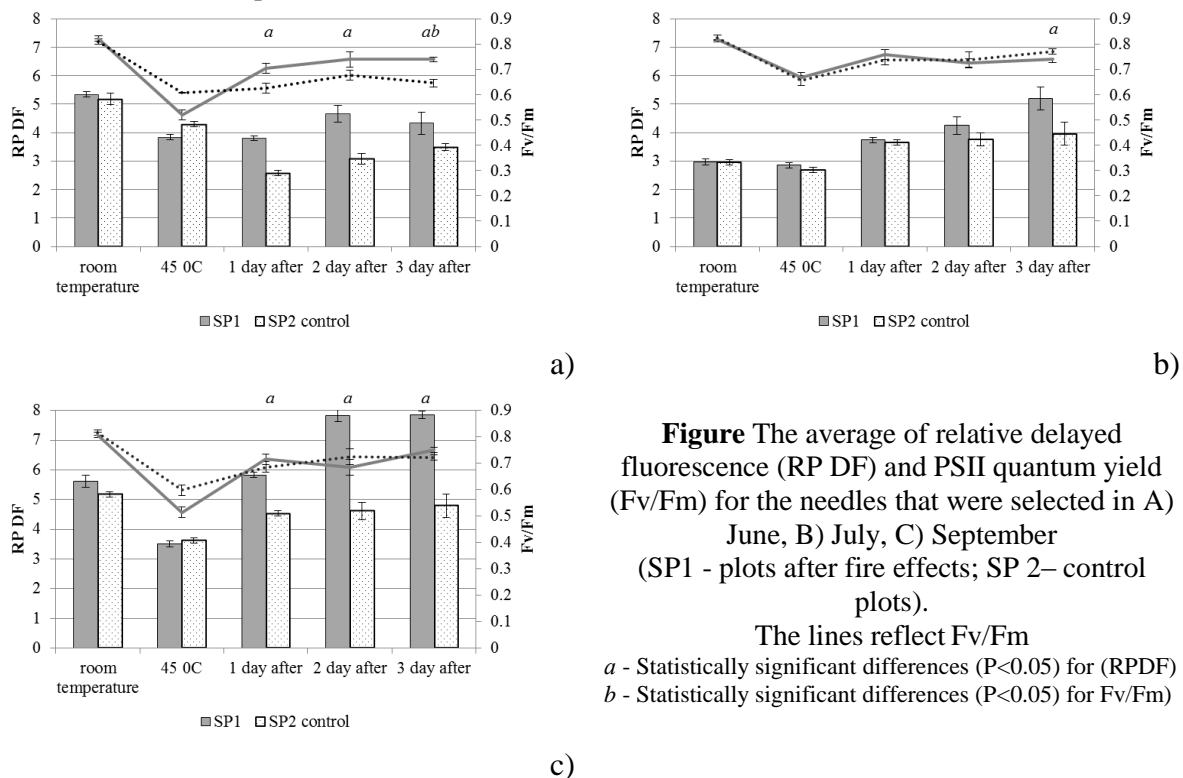 8 0.9
7 0.8
6 0.7
5 0.6
4 0.5
3 0.4
2 0.3
1 0.2
0 0.1
0
RP DF
Fv/Fm
a a ab
room temperature 45 0C 1 day after 2 day after 3 day after
SP1 SP2 control
a)
8 0.9
7 0.8
6 0.7
5 0.6
4 0.5
3 0.4
2 0.3
1 0.2
0 0.1
0
RP DF
Fv/Fm
a
room temperature 45 0C 1 day after 2 day after 3 day after
SP1 SP2 control
b)
8 0.9
7 0.8
6 0.7
5 0.6
4 0.5
3 0.4
2 0.3
1 0.2
0 0.1
0
RP DF
Fv/Fm
a a a
room temperature 45 0C 1 day after 2 day after 3 day after
SP1 SP2 control
c)
Figure The average of relative delayed
fluorescence (RP DF) and PSII quantum yield
(Fv/Fm) for the needles that were selected in A)
June, B) July, C) September
(SP1 - plots after fire effects; SP 2– control
plots).
The lines reflect Fv/Fm
a - Statistically significant differences (P<0.05) for (RPDF)
b - Statistically significant differences (P<0.05) for Fv/Fm)